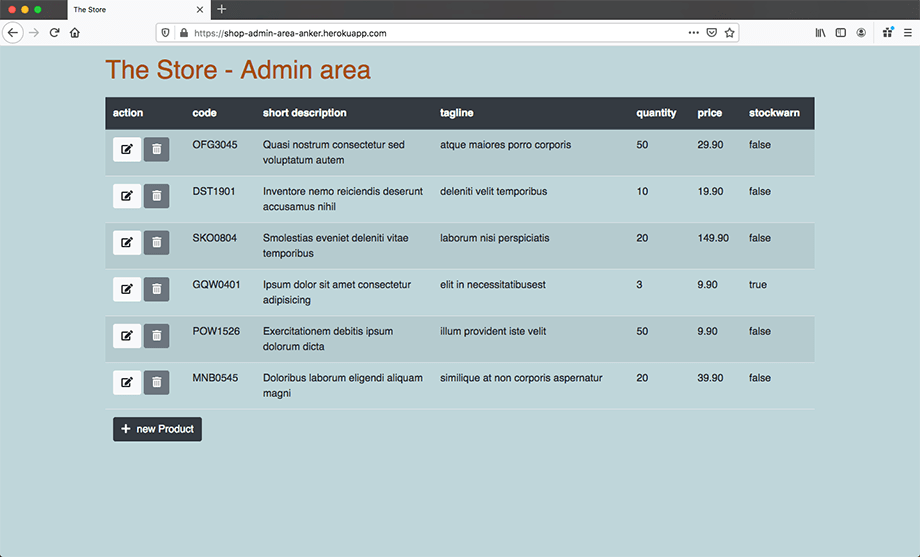 The Store
https://shop-admin-area-anker.herokuapp.com
The Store - Admin area
action code short description tagline quantity price stockwarn
OFG3045 Quasi nostrum consectetur sed atque maiores porro corporis 50 29.90 false
voluptatum autem
DST1901 Inventore nemo reiciendis deserunt deleniti velit temporibus 10 19.90 false
accusamus nihil
SKO0804 Smolestias eveniet deleniti vitae laborum nisi perspiciatis 20 149.90 false
temporibus
GQW0401 Ipsum dolor sit amet consectetur elit in necessitatibusest 3 9.90 true
adipisicing
POW1526 Exercitationem debitis ipsum illum provident iste velit 50 9.90 false
dolorum dicta
MNB0545 Doloribus laborum eligendi aliquam similique at non corporis aspernatur 20 39.90 false
magni
+ new Product